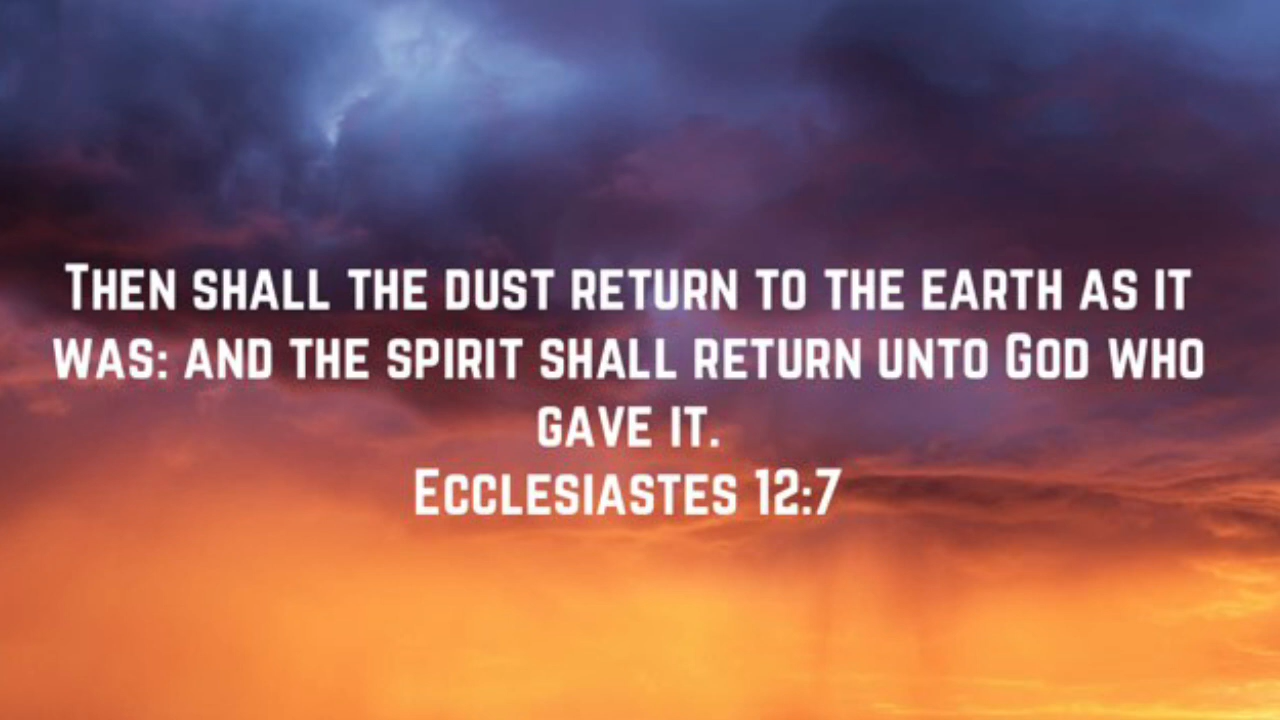 Then shall the dust return to the earth as it
was: and the spirit shall return unto God who
gave it.
Ecclesiastes 12:7